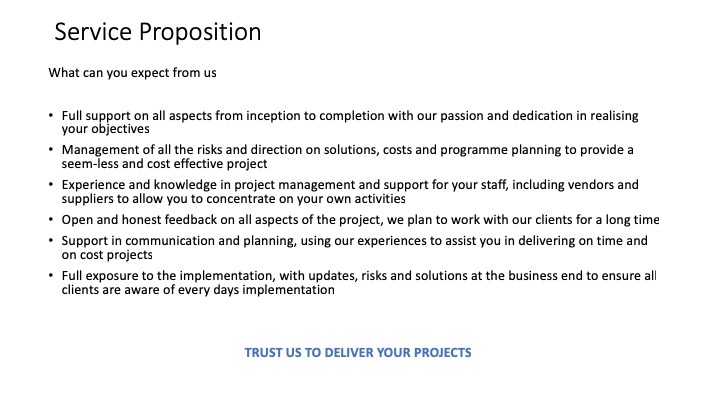 Service Proposition
What can you expect from us
• Full support on all aspects from inception to completion with our passion and dedication in realising
your objectives
• Management of all the risks and direction on solutions, costs and programme planning to provide a
seem-less and cost effective project
• Experience and knowledge in project management and support for your staff, including vendors and
suppliers to allow you to concentrate on your own activities
• Open and honest feedback on all aspects of the project, we plan to work with our clients for a long time
• Support in communication and planning, using our experiences to assist you in delivering on time and
on cost projects
• Full exposure to the implementation, with updates, risks and solutions at the business end to ensure all
clients are aware of every days implementation
TRUST US TO DELIVER YOUR PROJECTS